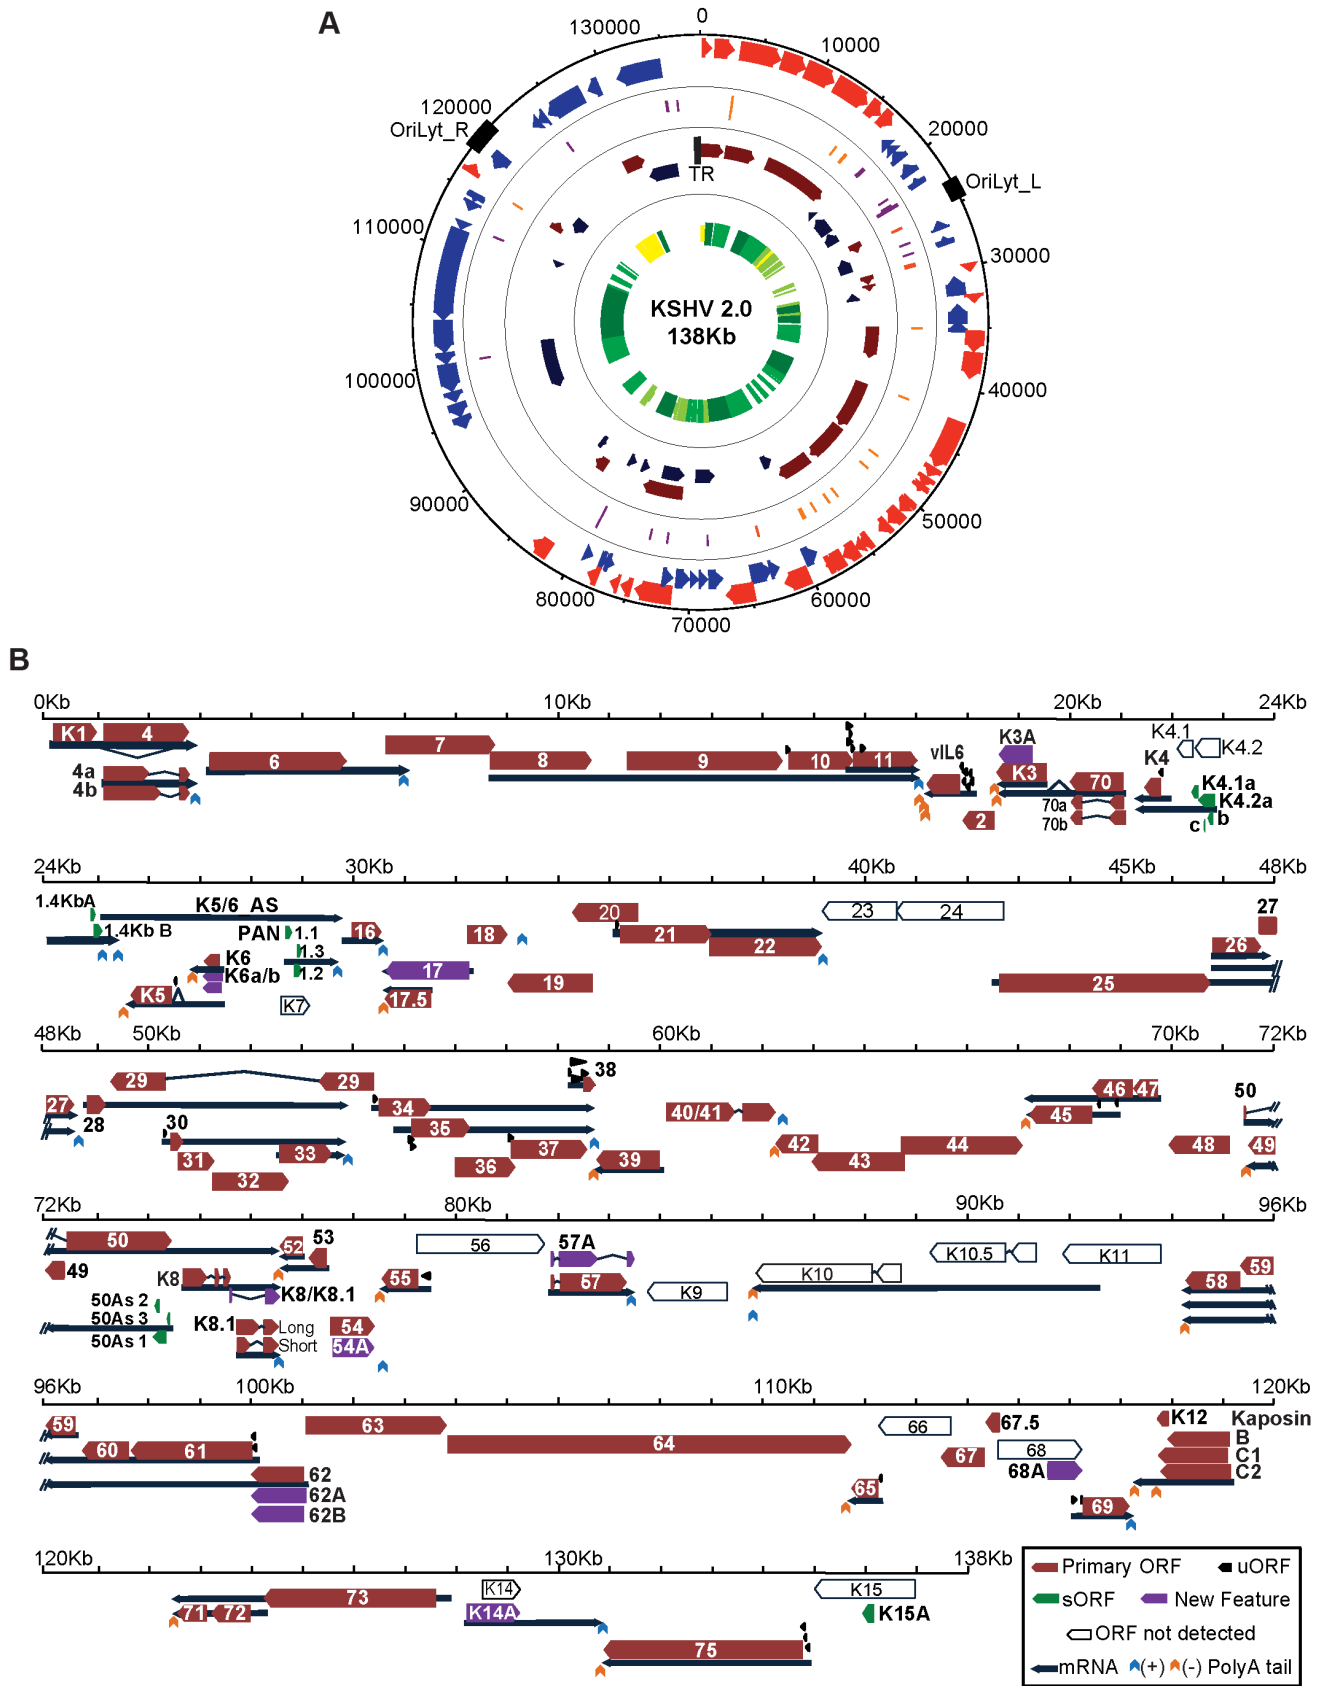 A
0
10000
20000
OriLyt_L
30000
40000
50000
60000
70000
80000
90000
100000
110000
OriLyt_R
120000
130000
TR
KSHV 2.0
138Kb
B
0Kb 10Kb 20Kb 24Kb
K1 4 7 vIL6 K3A K4.1 K4.2
6 8 9 10 11 K3 K4
4a 70 K4.1a
4b 70a K4.2a
2 70b c b
24Kb 30Kb 40Kb 45Kb 48Kb
1.4KbA K5/6_AS 20 23 24 27
1.4Kb B PAN 1.1 16 18 21 22 26
K6 1.3
K6a/b 1.2 17 19 25
K5 K7 17.5
48Kb 50Kb 60Kb 70Kb 72Kb
29 29 38 46 47 50
27 28 34 40/41 45
30 35 42 44 48 49
31 33 37 39 43
32 36
72Kb 80Kb 90Kb 96Kb
50 52 53 56 57A K10.5 K11
49 K8 55 57 K9 K10 58 59
50As 2 K8/K8.1
50As 3 K8.1 Long 54
50As 1 Short 54A
96Kb 100Kb 110Kb 120Kb
59 63 66 67.5 K12 Kaposin
60 61 64 67 68 B
62 68A C1
62A 65 C2
62B 69
120Kb 130Kb 138Kb
73 K14 K15
71 72 K14A K15A
75
Primary ORF uORF
sORF New Feature
ORF not detected
mRNA (+) (-) PolyA tail